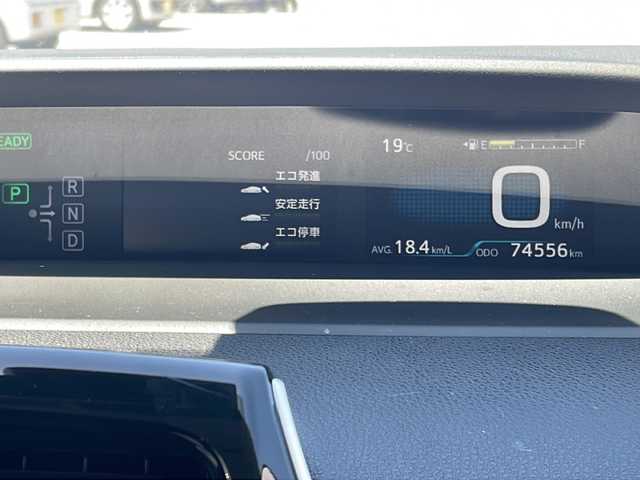 EADY
P
R
N
D
SCORE /100
エコ発進
安定走行
エコ停車
19℃
E F
0
km/h
AVG. 18.4 km/L
ODO 74556 km